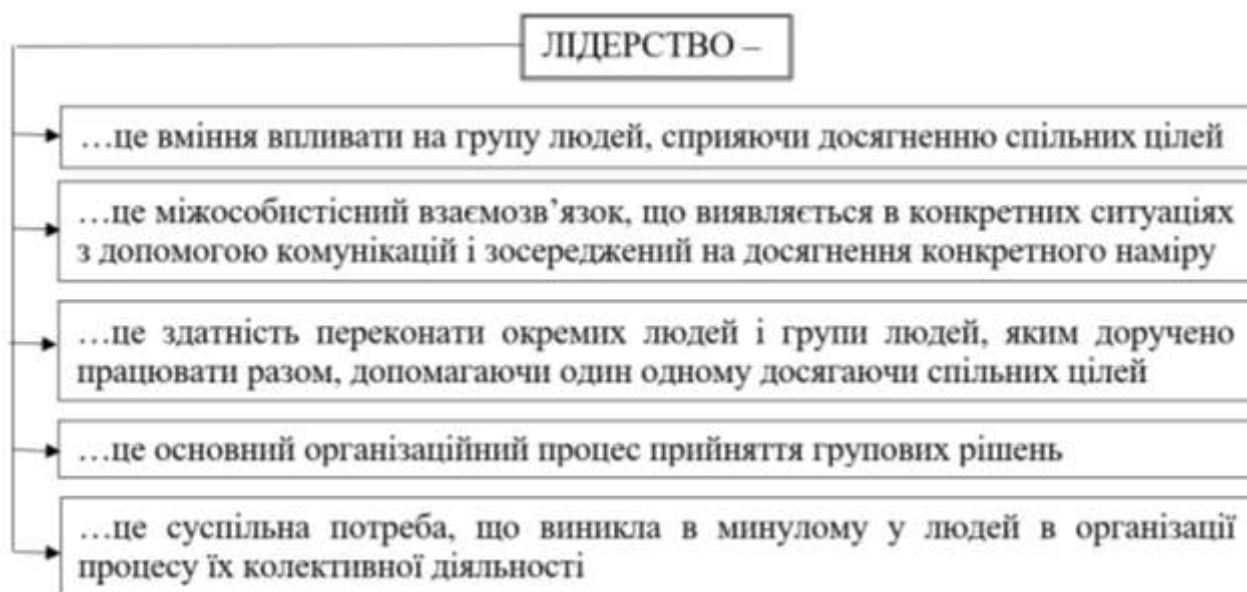 ЛІДЕРСТВО –
…це вміння впливати на групу людей, сприяючи досягненню спільних цілей
…це міжособистісний взаємозв’язок, що виявляється в конкретних ситуаціях
з допомогою комунікацій і зосереджений на досягнення конкретного наміру
…це здатність переконати окремих людей і групи людей, яким доручено
працювати разом, допомагаючи один одному досягаючи спільних цілей
…це основний організаційний процес прийняття групових рішень
…це суспільна потреба, що виникла в минулому у людей в організації
процесу їх колективної діяльності